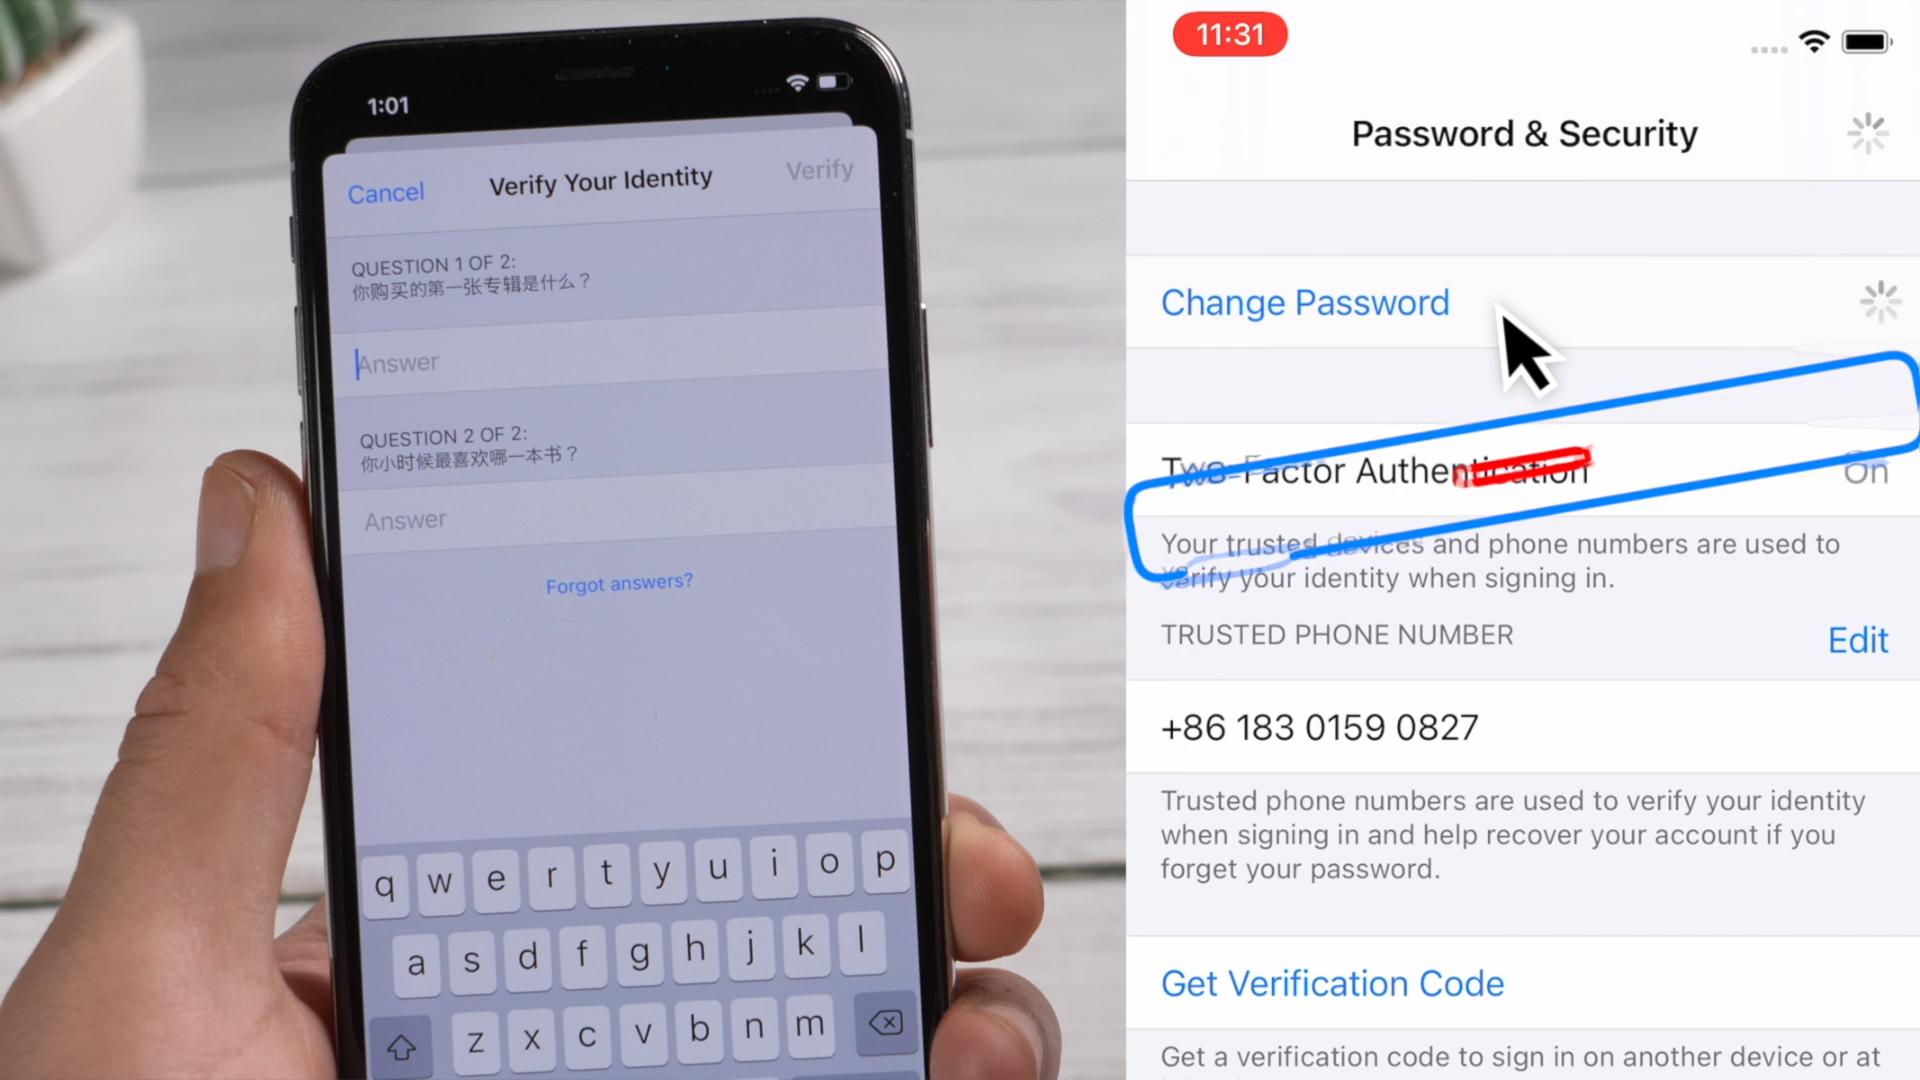 1:01
Cancel
Verify Your Identity
Verify
QUESTION 1 OF 2:
你购买的第一张专辑是什么？
Answer
QUESTION 2 OF 2:
你小时候最喜欢哪一本书？
Answer
Forgot answers?
q w e r t y u i o p
a s d f g h j k l
z x c v b n m
11:31
Password & Security
Change Password
Two-Factor Authentication
On
Your trusted devices and phone numbers are used to
verify your identity when signing in.
TRUSTED PHONE NUMBER
Edit
+86 183 0159 0827
Trusted phone numbers are used to verify your identity
when signing in and help recover your account if you
forget your password.
Get Verification Code
Get a verification code to sign in on another device or at